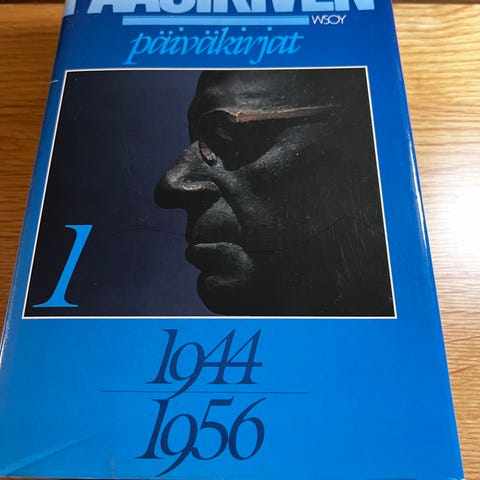 PAASIKIVEN
WSOY
päiväkirjat
1
1944
1956